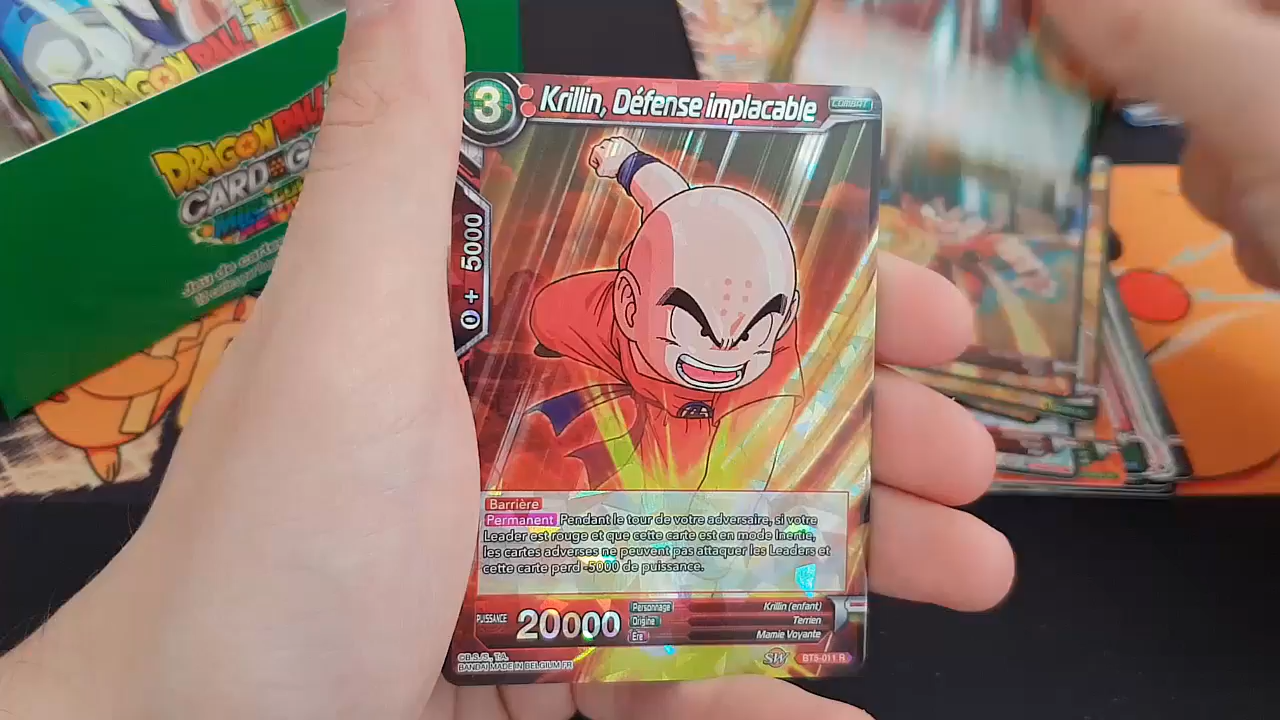 DRAGON BALL
DRAGON BALL
CARD G
Jeu de carte
3
Krillin, Défense implacable
COMBAT
0 + 5000
Barrière
Permanent Pendant le tour de votre adversaire, si votre
Leader est rouge et que cette carte est en mode Inertie,
les cartes adverses ne peuvent pas attaquer les Leaders et
cette carte perd -5000 de puissance.
PUISSANCE
20000
Personnage Krillin (enfant)
Origine Terrien
Ère Mamie Voyante
©B.S./S., T.A.
BANDAI MADE IN BELGIUM FR
SW
BT5-011 R